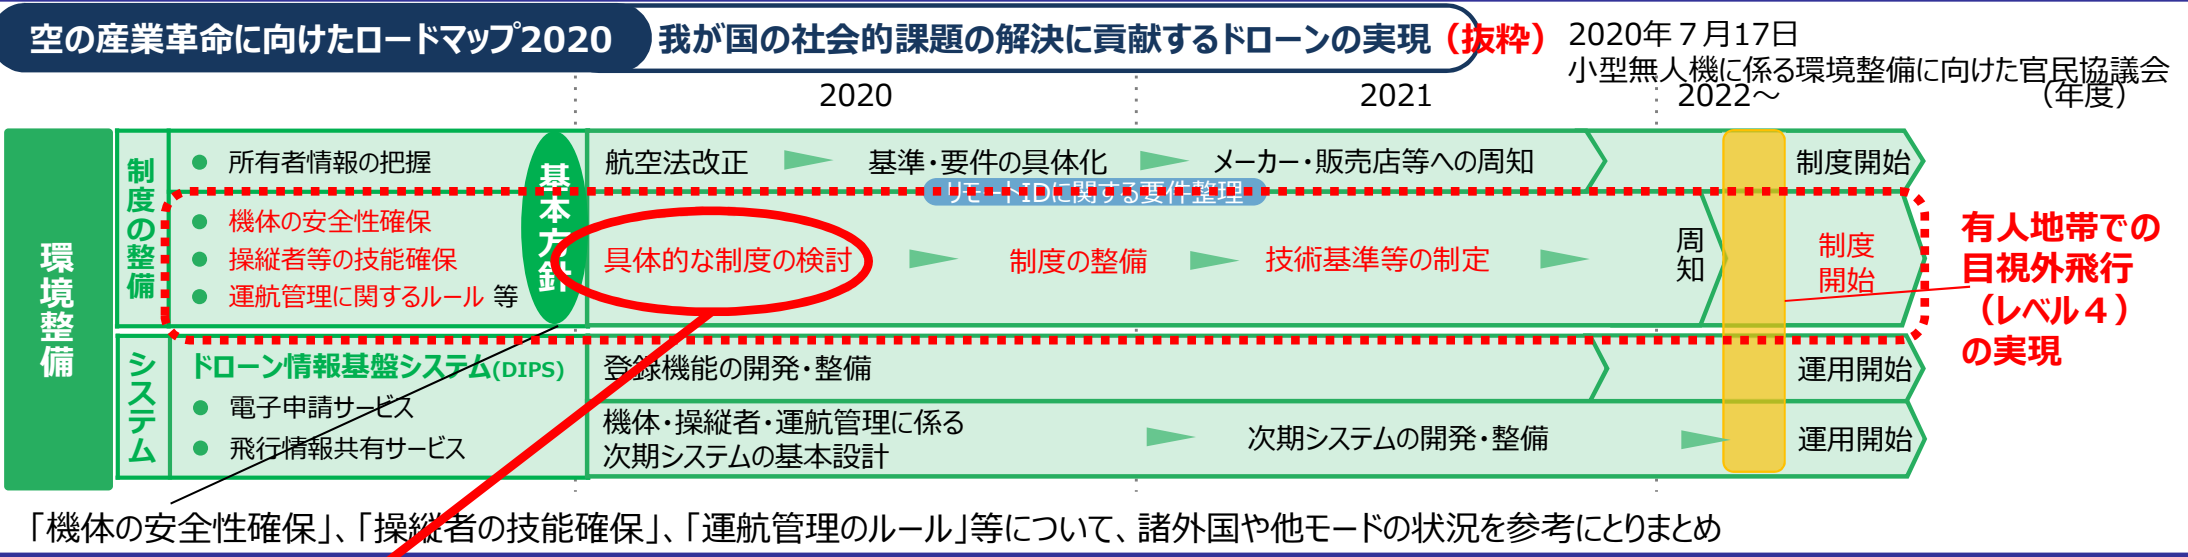 空の産業革命に向けたロードマップ2020
我が国の社会的課題の解決に貢献するドローンの実現（抜粋）
2020年７月17日
小型無人機に係る環境整備に向けた官民協議会
2020
2021
2022～
（年度）
環境整備
制度の整備
● 所有者情報の把握
● 機体の安全性確保
● 操縦者等の技能確保
● 運航管理に関するルール 等
基本方針
航空法改正
基準・要件の具体化
メーカー・販売店等への周知
制度開始
リモートIDに関する要件整理
具体的な制度の検討
制度の整備
技術基準等の制定
周知
制度
開始
有人地帯での
目視外飛行
（レベル４）
の実現
システム
ドローン情報基盤システム(DIPS)
● 電子申請サービス
● 飛行情報共有サービス
登録機能の開発・整備
運用開始
機体・操縦者・運航管理に係る
次期システムの基本設計
次期システムの開発・整備
運用開始
「機体の安全性確保」、「操縦者の技能確保」、「運航管理のルール」等について、諸外国や他モードの状況を参考にとりまとめ